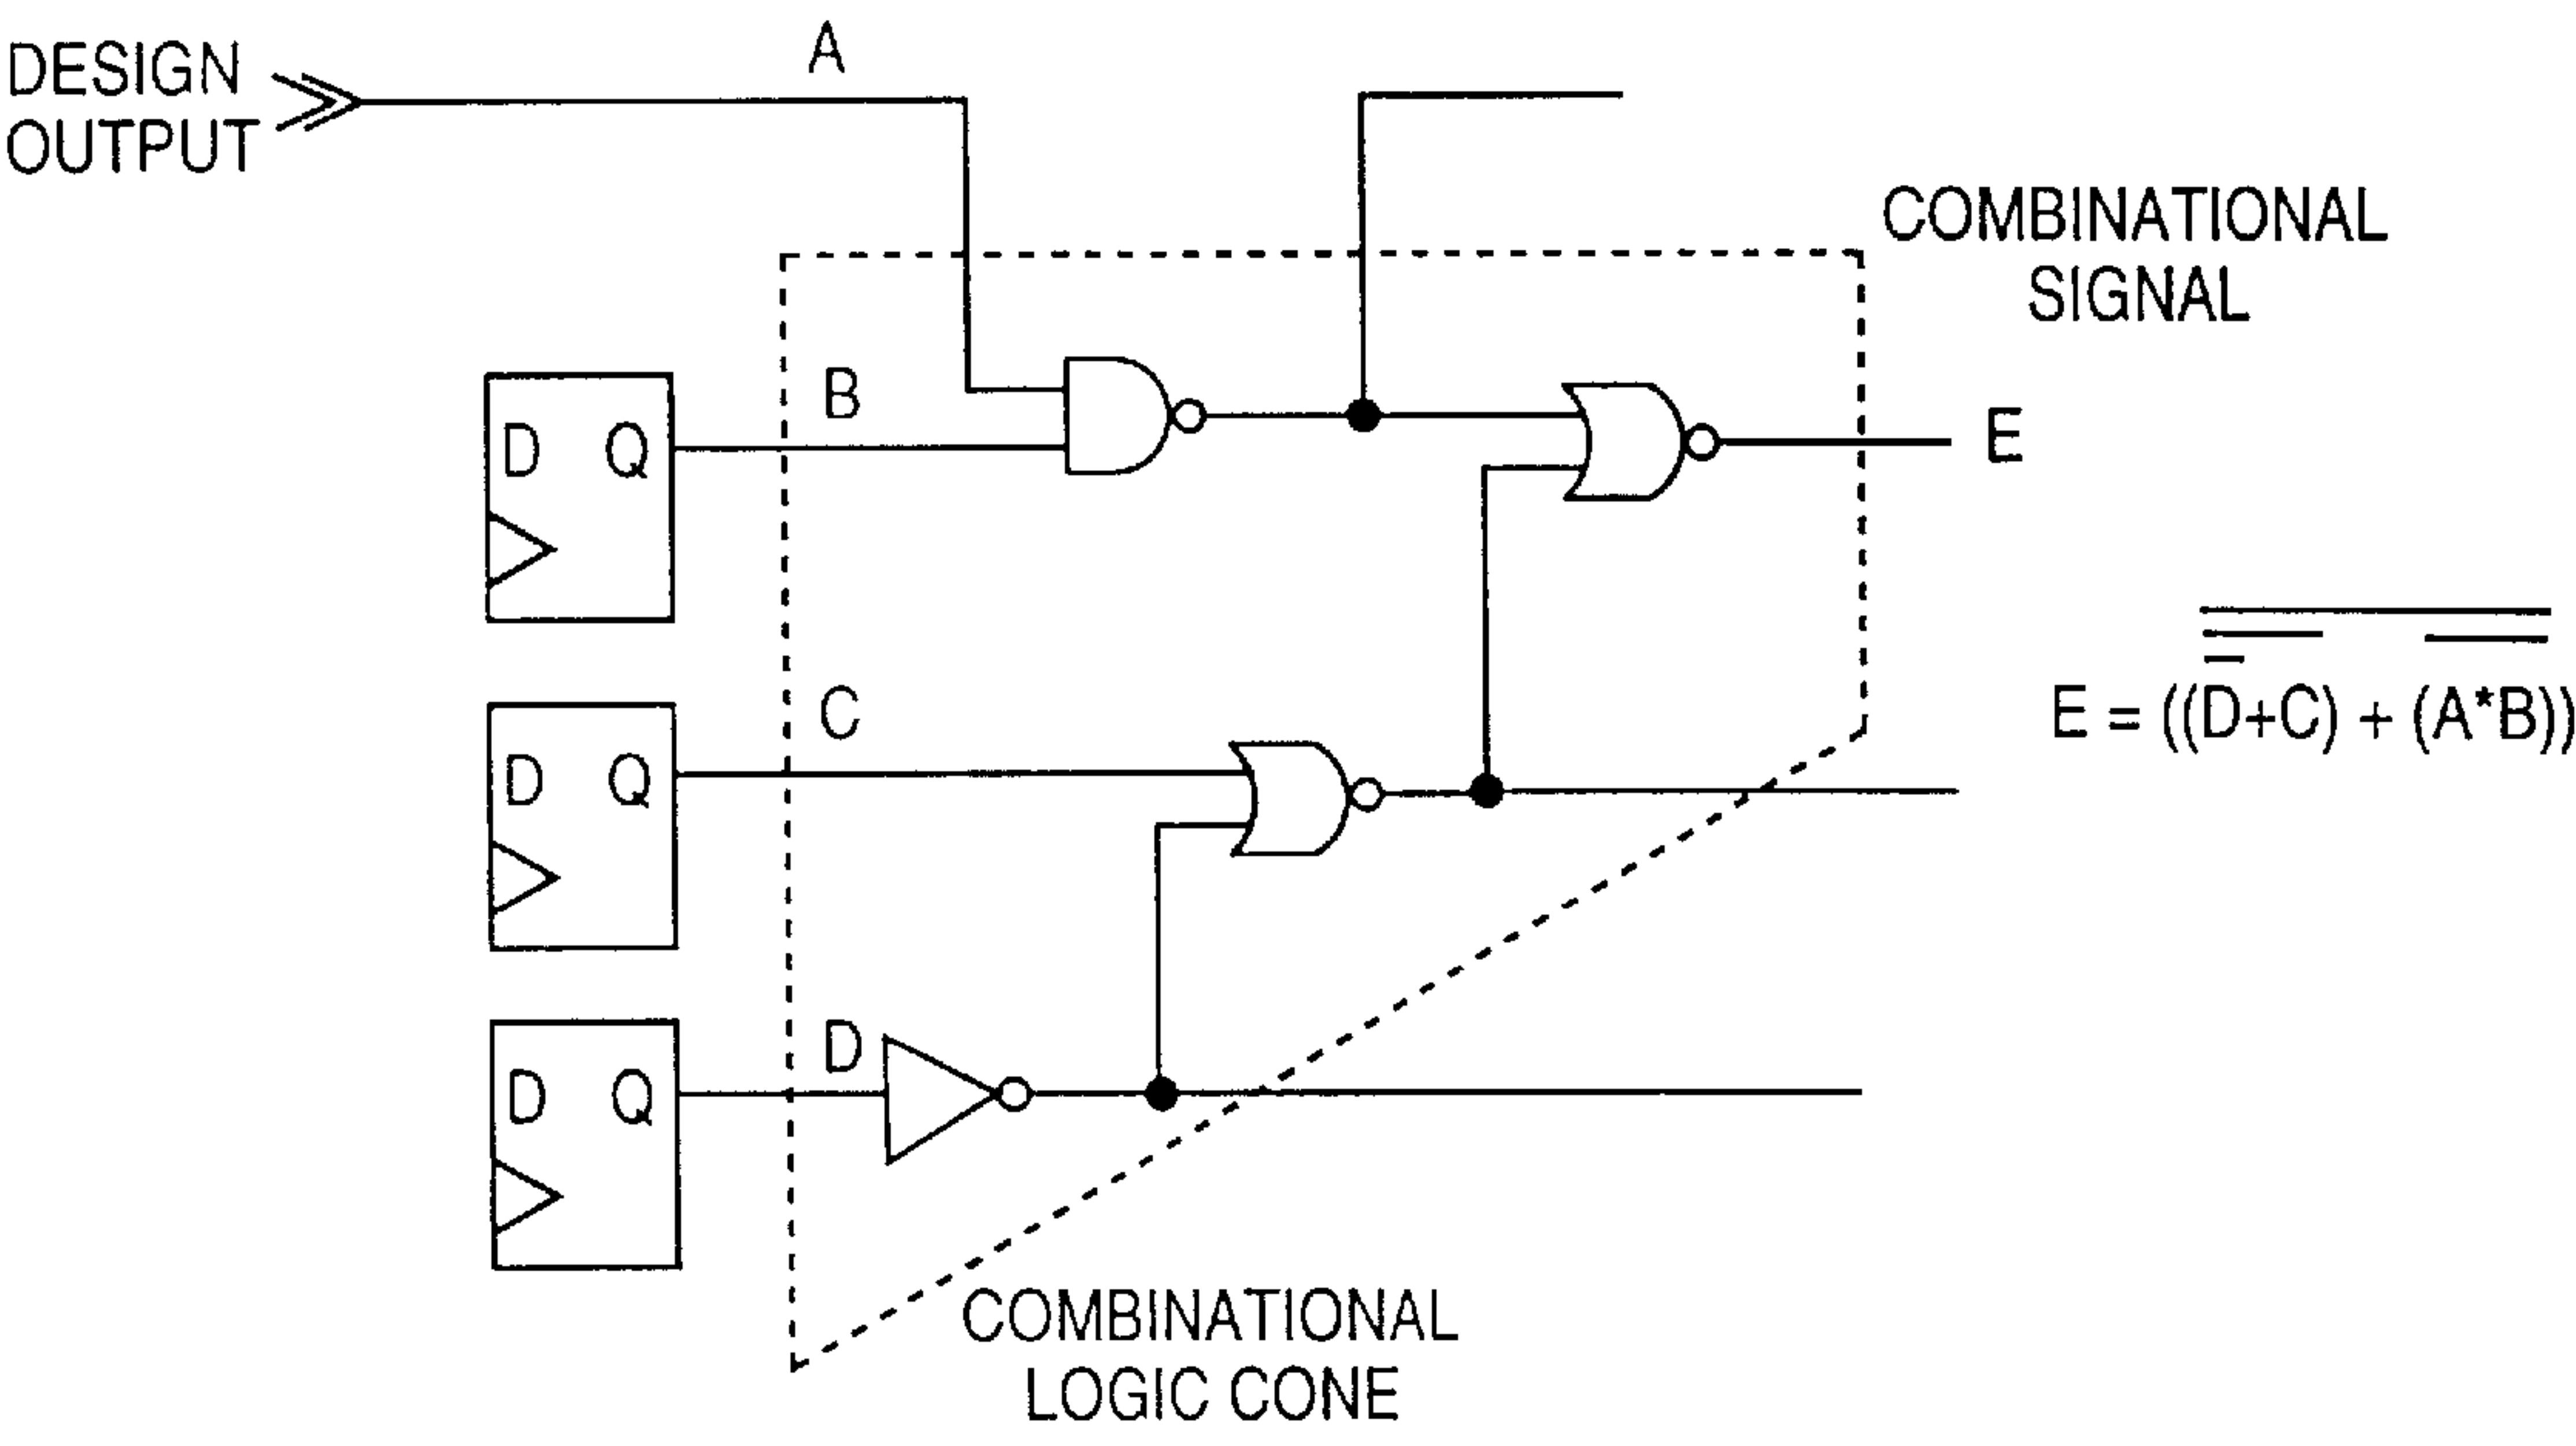 A
DESIGN
OUTPUT
COMBINATIONAL
SIGNAL
B
D Q
E
C
E = ((D+C) + (A*B))
D Q
D
D Q
COMBINATIONAL
LOGIC CONE